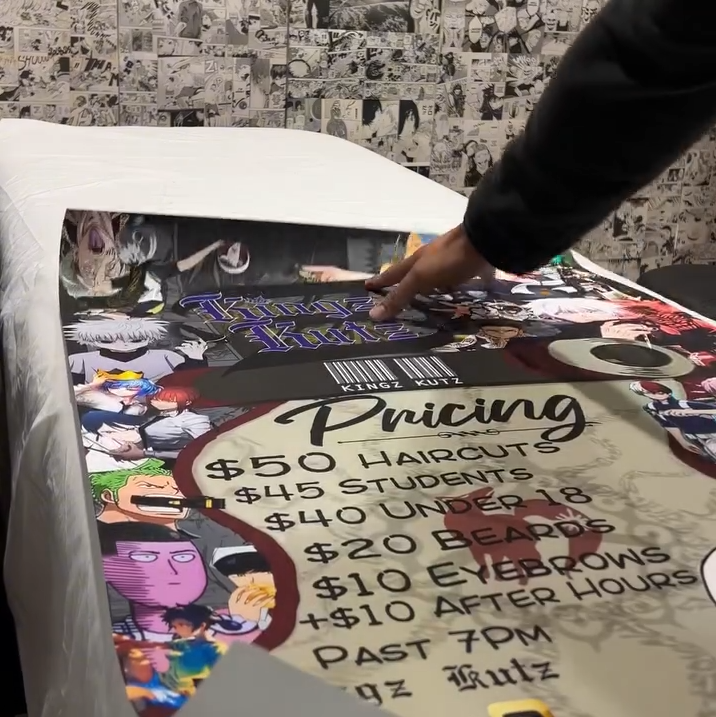 Kingz
Kutz
KINGZ KUTZ
Pricing
$50 HAIRCUTS
$45 STUDENTS
$40 UNDER 18
$20 BEARDS
$10 EYEBROWS
+$10 AFTER HOURS
PAST 7PM
gz Kutz